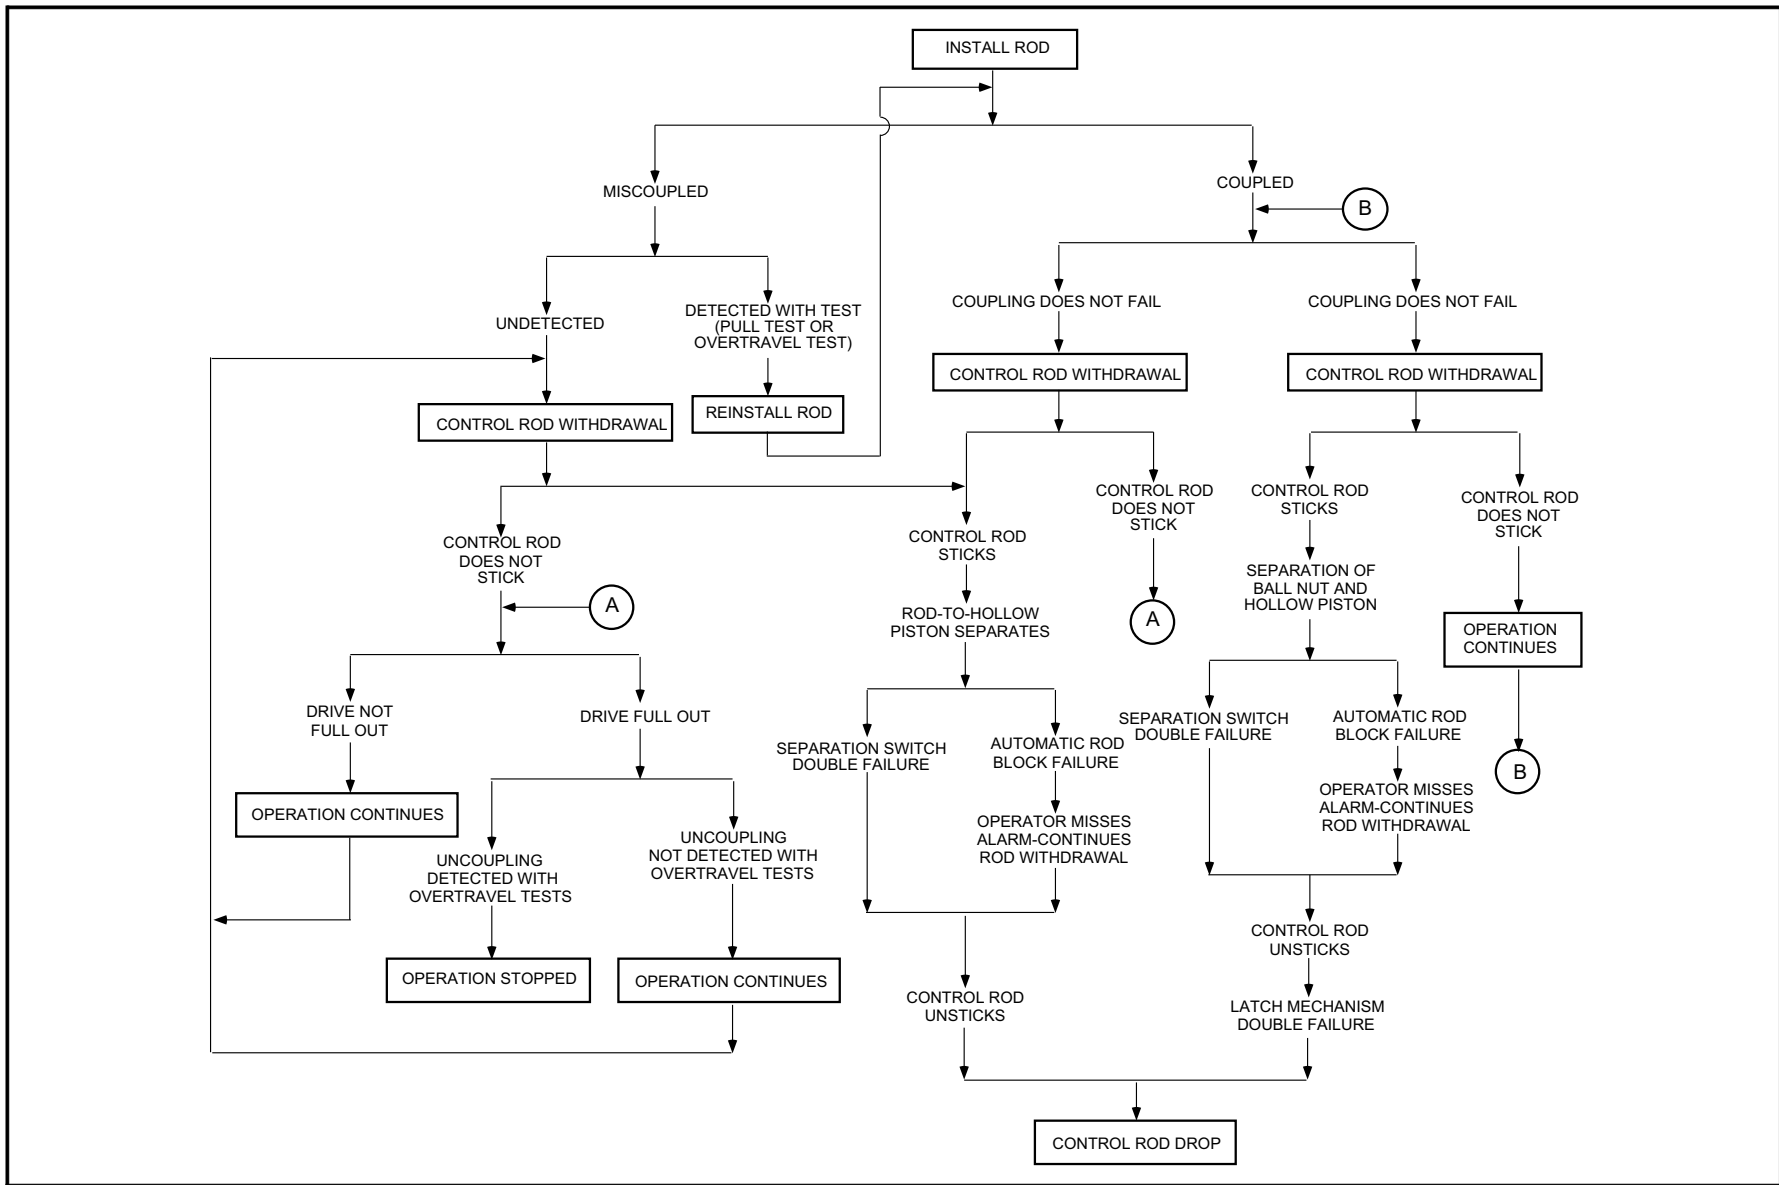 INSTALL ROD
MISCOUPLED
COUPLED
B
UNDETECTED
DETECTED WITH TEST
(PULL TEST OR
OVERTRAVEL TEST)
COUPLING DOES NOT FAIL
COUPLING DOES NOT FAIL
CONTROL ROD WITHDRAWAL
REINSTALL ROD
CONTROL ROD WITHDRAWAL
CONTROL ROD WITHDRAWAL
CONTROL ROD
DOES NOT
STICK
A
CONTROL ROD
STICKS
ROD-TO-HOLLOW
PISTON SEPARATES
CONTROL ROD
DOES NOT
STICK
A
CONTROL ROD
STICKS
SEPARATION OF
BALL NUT AND
HOLLOW PISTON
CONTROL ROD
DOES NOT
STICK
OPERATION
CONTINUES
B
DRIVE NOT
FULL OUT
DRIVE FULL OUT
OPERATION CONTINUES
UNCOUPLING
DETECTED WITH
OVERTRAVEL TESTS
UNCOUPLING
NOT DETECTED WITH
OVERTRAVEL TESTS
OPERATION STOPPED
OPERATION CONTINUES
SEPARATION SWITCH
DOUBLE FAILURE
AUTOMATIC ROD
BLOCK FAILURE
OPERATOR MISSES
ALARM-CONTINUES
ROD WITHDRAWAL
CONTROL ROD
UNSTICKS
SEPARATION SWITCH
DOUBLE FAILURE
AUTOMATIC ROD
BLOCK FAILURE
OPERATOR MISSES
ALARM-CONTINUES
ROD WITHDRAWAL
CONTROL ROD
UNSTICKS
LATCH MECHANISM
DOUBLE FAILURE
CONTROL ROD DROP